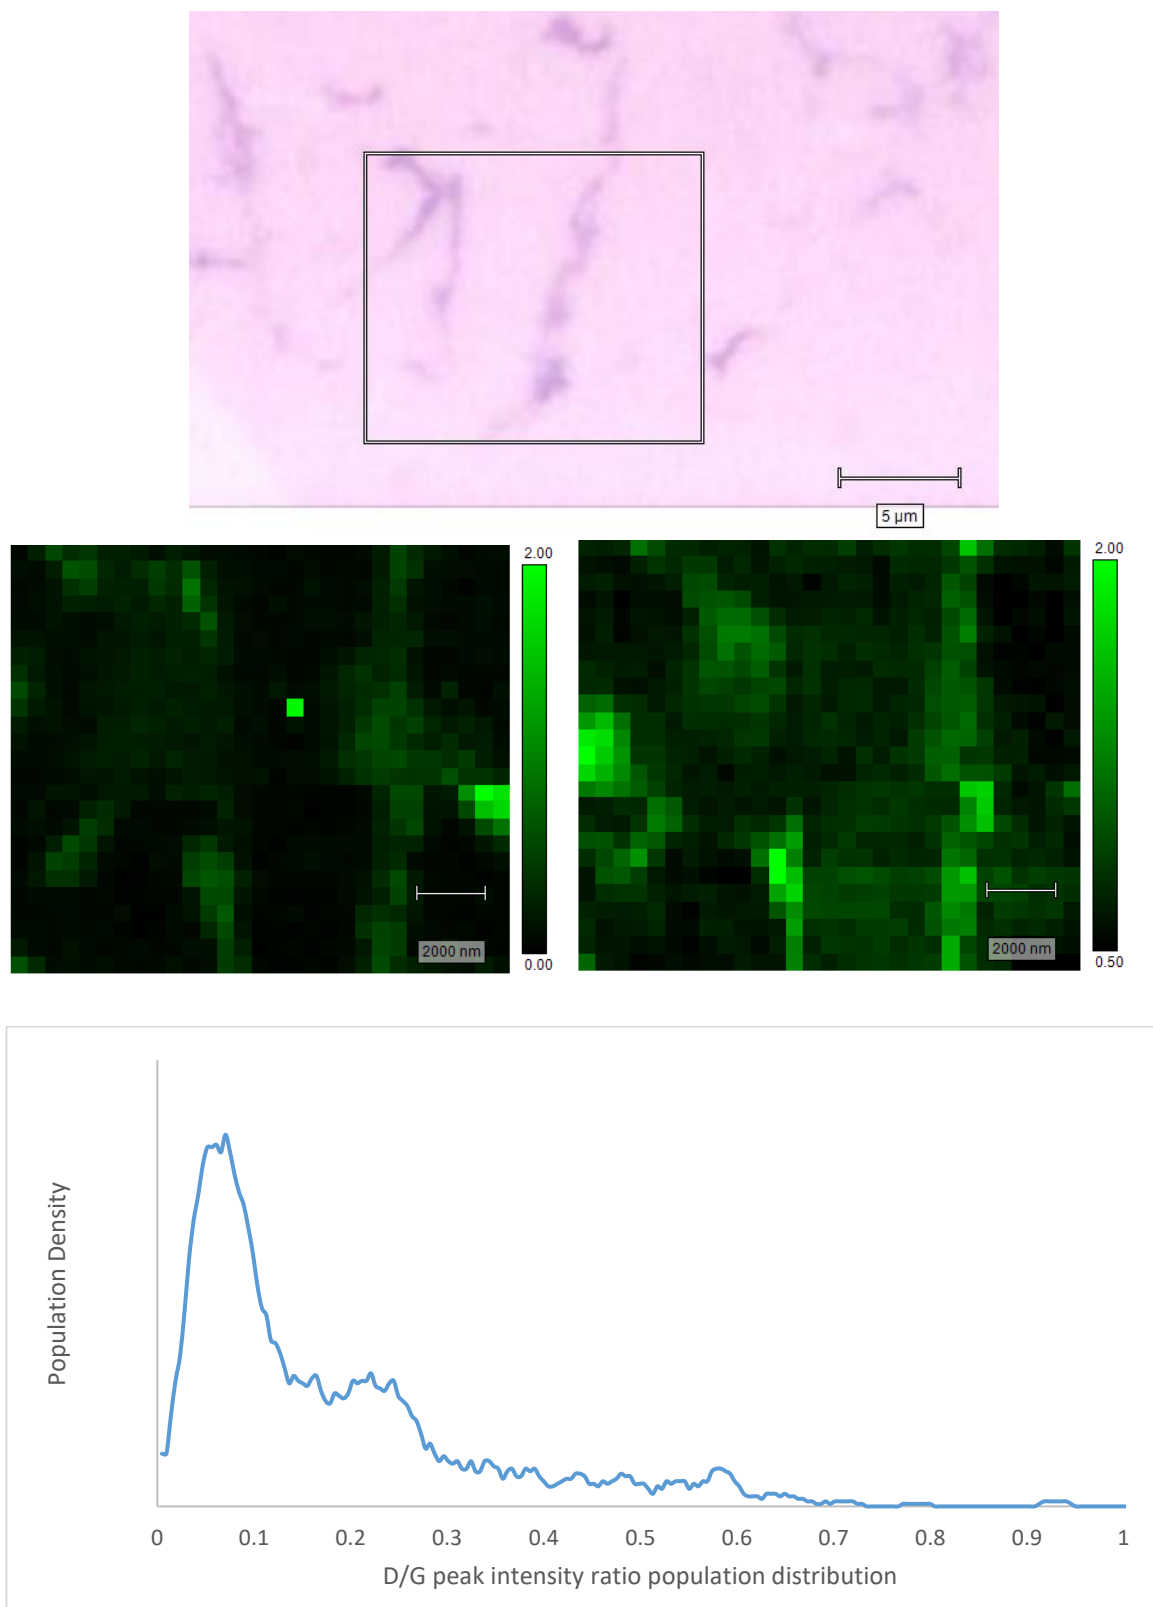 5 µm
2.00
0.00
2000 nm
2.00
0.50
2000 nm
Population Density
0 0.1 0.2 0.3 0.4 0.5 0.6 0.7 0.8 0.9 1
D/G peak intensity ratio population distribution